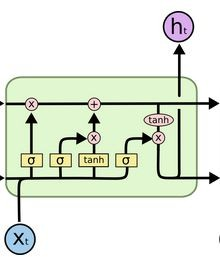 hₜ
x +
tanh
x x
σ σ tanh σ
Xₜ